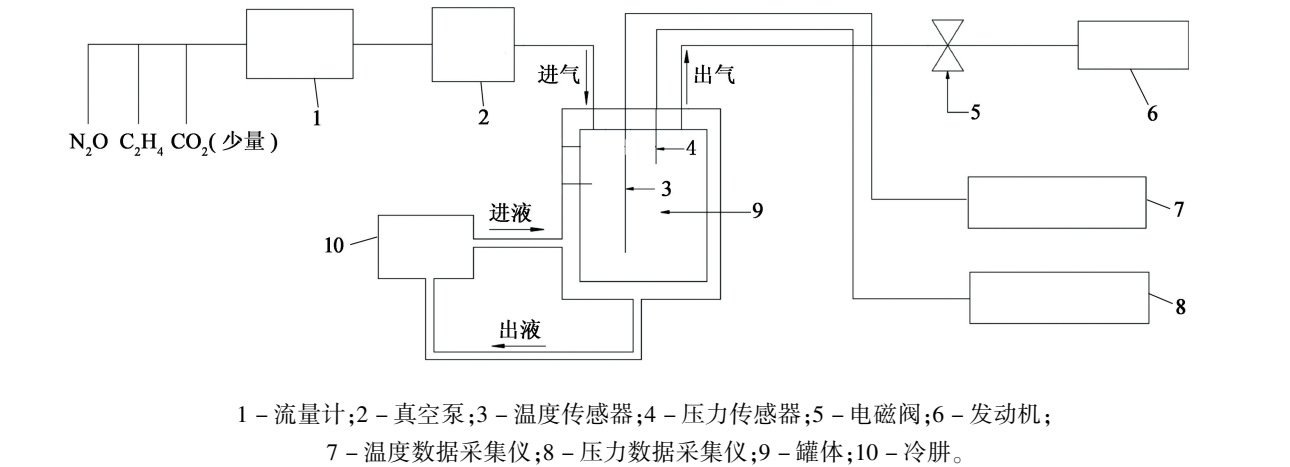 进气
出气
1
2
5
6
N₂O C₂H₄ CO₂(少量)
4
3
9
7
进液
10
8
出液
1-流量计;2-真空泵;3-温度传感器;4-压力传感器;5-电磁阀;6-发动机;
7-温度数据采集仪;8-压力数据采集仪;9-罐体;10-冷肼。